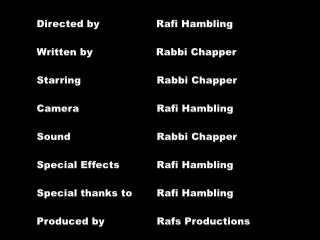 Directed by Rafi Hambling
Written by Rabbi Chapper
Starring Rabbi Chapper
Camera Rafi Hambling
Sound Rabbi Chapper
Special Effects Rafi Hambling
Special thanks to Rafi Hambling
Produced by Rafs Productions